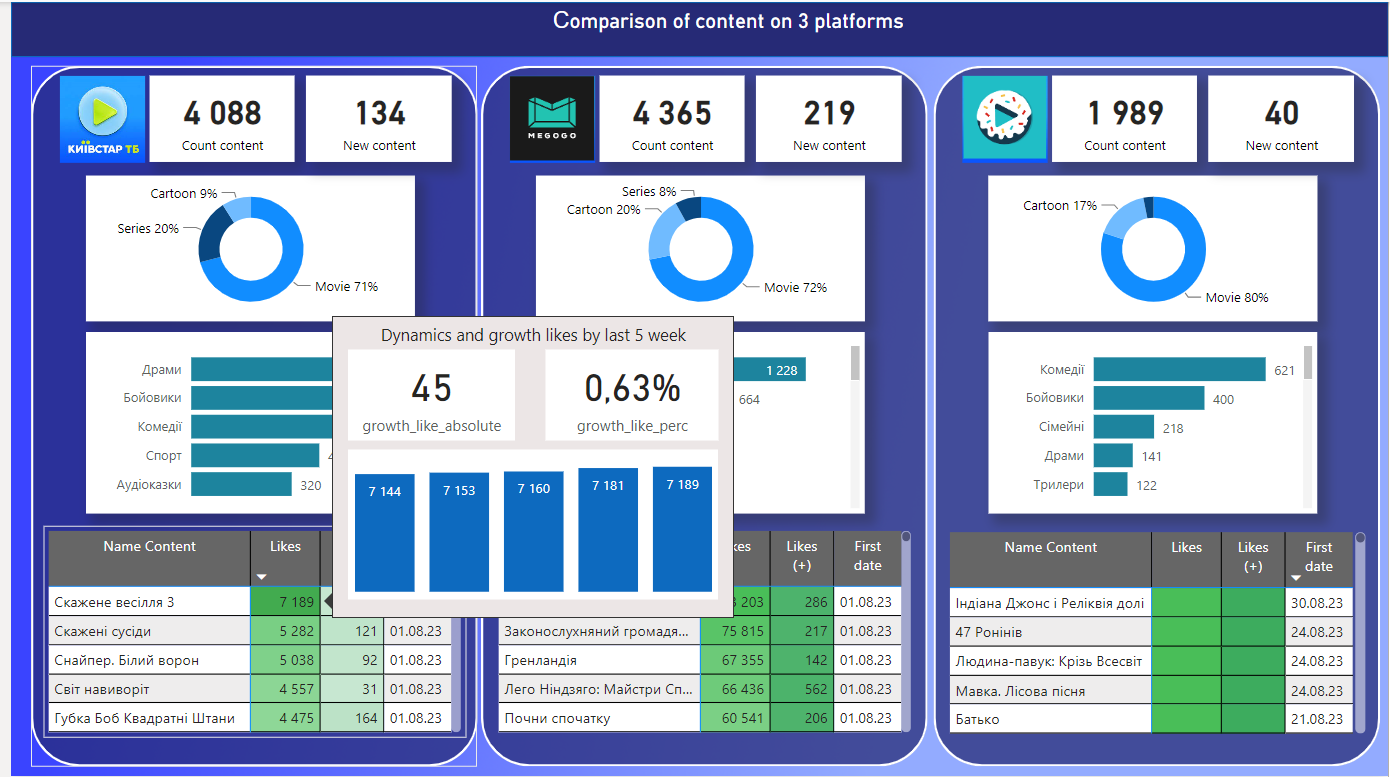 Comparison of content on 3 platforms
КИЇВСТАР ТБ
4 088
Count content
134
New content
Cartoon 9%
Series 20%
Movie 71%
Драми
Бойовики
Комедії
Спорт
Аудіоказки
320
Name Content
Likes
Скажене весілля 3
7 189
Скажені сусіди
5 282
121
01.08.23
Снайпер. Білий ворон
5 038
92
01.08.23
Світ навиворіт
4 557
31
01.08.23
Губка Боб Квадратні Штани
4 475
164
01.08.23
Dynamics and growth likes by last 5 week
45
growth_like_absolute
0,63%
growth_like_perc
7 144
7 153
7 160
7 181
7 189
MEGOGO
4 365
Count content
219
New content
Series 8%
Cartoon 20%
Movie 72%
1 228
664
Likes
(+)
First
date
203
286
01.08.23
Законослухняний громадя...
75 815
217
01.08.23
Гренландія
67 355
142
01.08.23
Лего Ніндзяго: Майстри Сп...
66 436
562
01.08.23
Почни спочатку
60 541
206
01.08.23
1 989
Count content
40
New content
Cartoon 17%
Movie 80%
Комедії
621
Бойовики
400
Сімейні
218
Драми
141
Трилери
122
Name Content
Likes
Likes
(+)
First
date
Індіана Джонс і Реліквія долі
30.08.23
47 Ронінів
24.08.23
Людина-павук: Крізь Всесвіт
24.08.23
Мавка. Лісова пісня
24.08.23
Батько
21.08.23